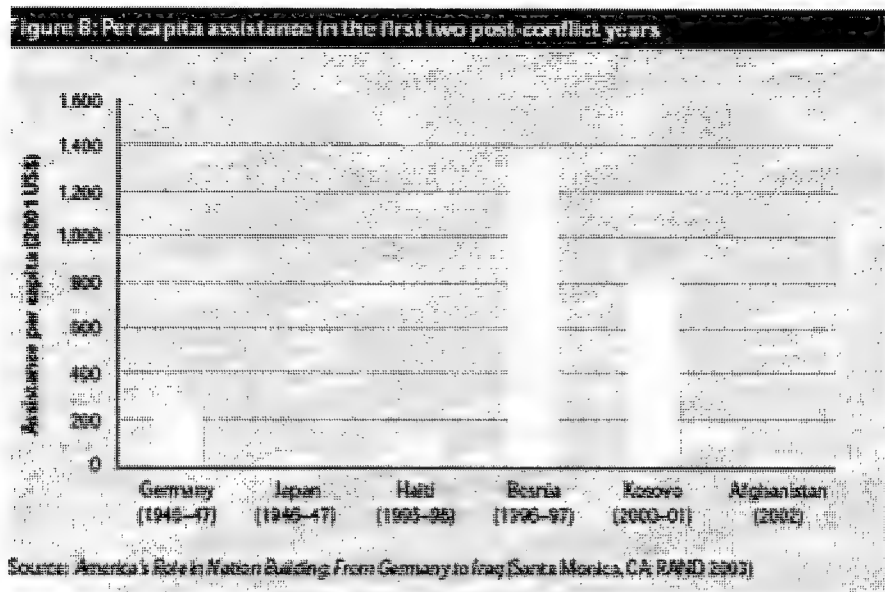 Figure 8: Per capita assistance in the first two post-conflict years
Assistance per capita (2001 US$)
1,600
1,400
1,200
1,000
800
600
400
200
0
Germany Japan Haiti Bosnia Kosovo Afghanistan
(1946–47) (1946–47) (1995–96) (1996–97) (2000–01) (2002)
Source: America's Role in Nation Building: From Germany to Iraq (Santa Monica, CA: RAND 2003)